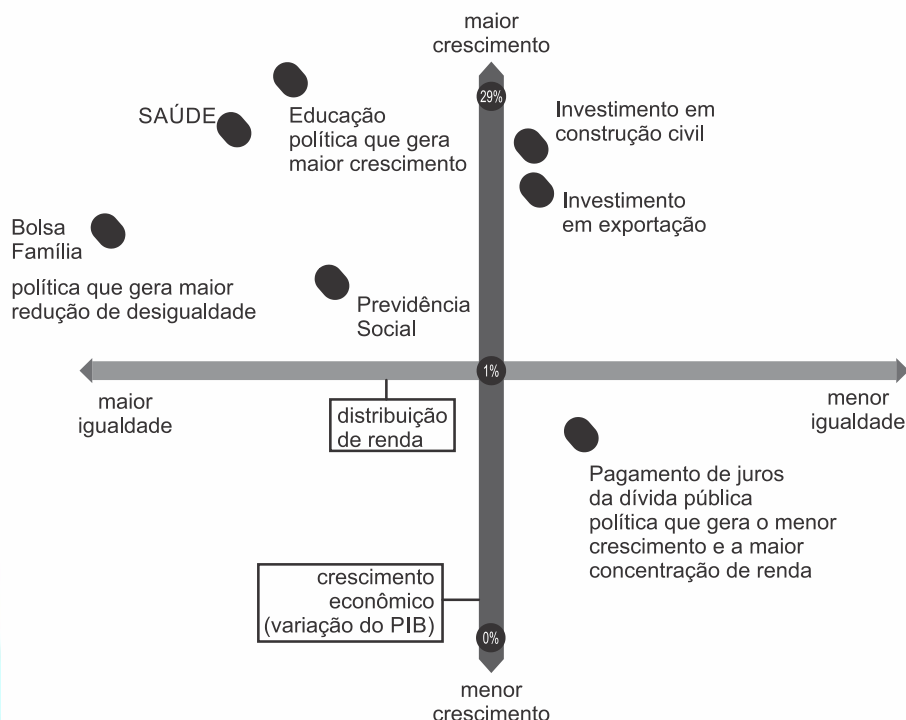 maior
crescimento
29%
SAÚDE
Educação
política que gera
maior crescimento
Investimento em
construção civil
Investimento
em exportação
Bolsa
Família
política que gera maior
redução de desigualdade
Previdência
Social
1%
maior
igualdade
distribuição
de renda
menor
igualdade
Pagamento de juros
da dívida pública
política que gera o menor
crescimento e a maior
concentração de renda
crescimento
econômico
(variação do PIB)
0%
menor
crescimento